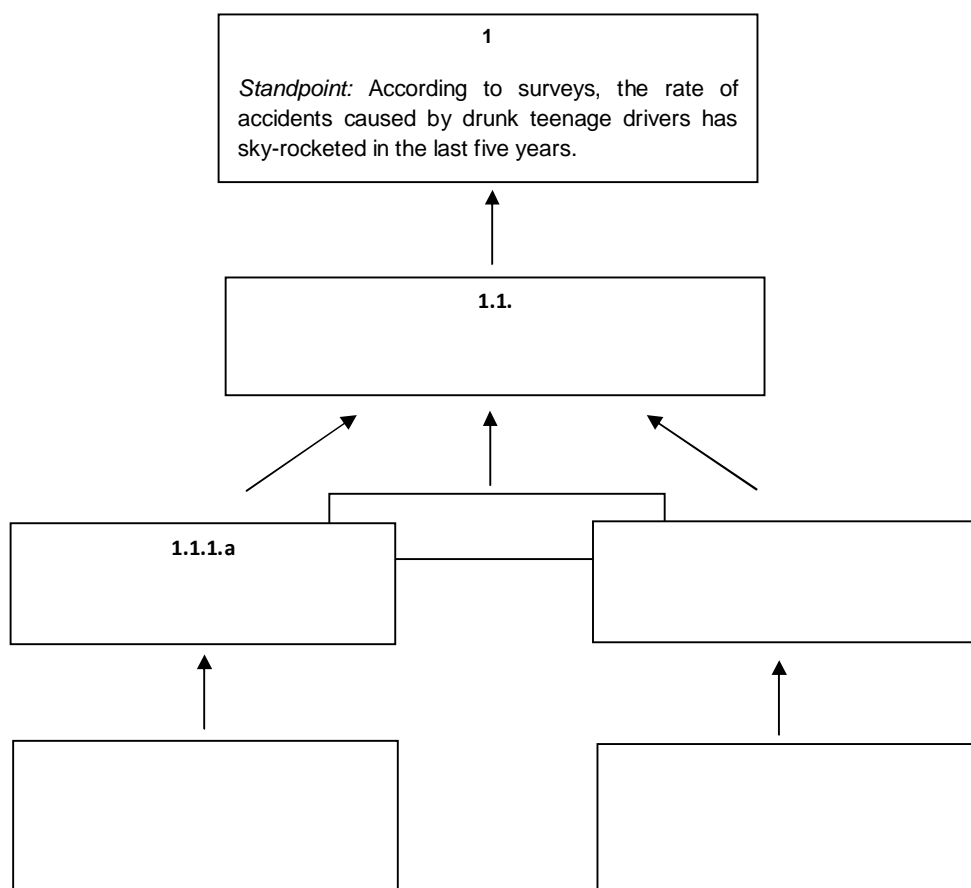 1
Standpoint: According to surveys, the rate of
accidents caused by drunk teenage drivers has
sky-rocketed in the last five years.
1.1.
1.1.1.a